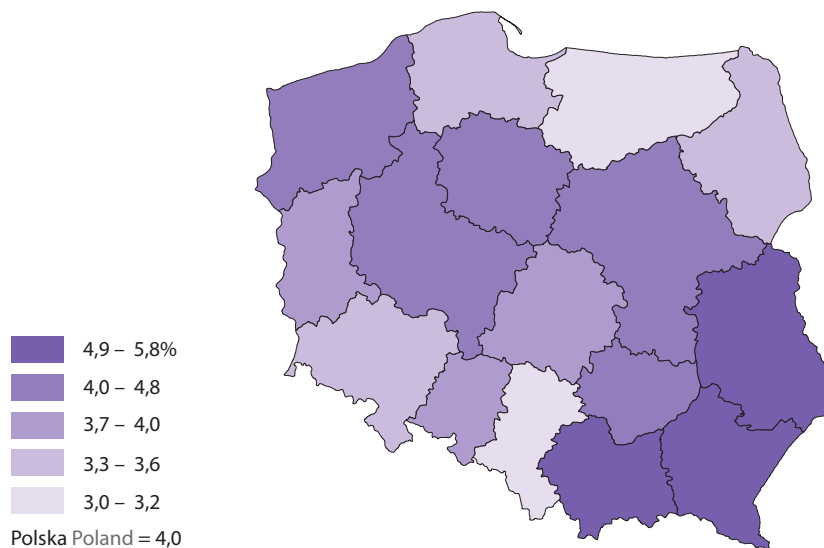 4,9 – 5,8%
4,0 – 4,8
3,7 – 4,0
3,3 – 3,6
3,0 – 3,2
Polska Poland = 4,0